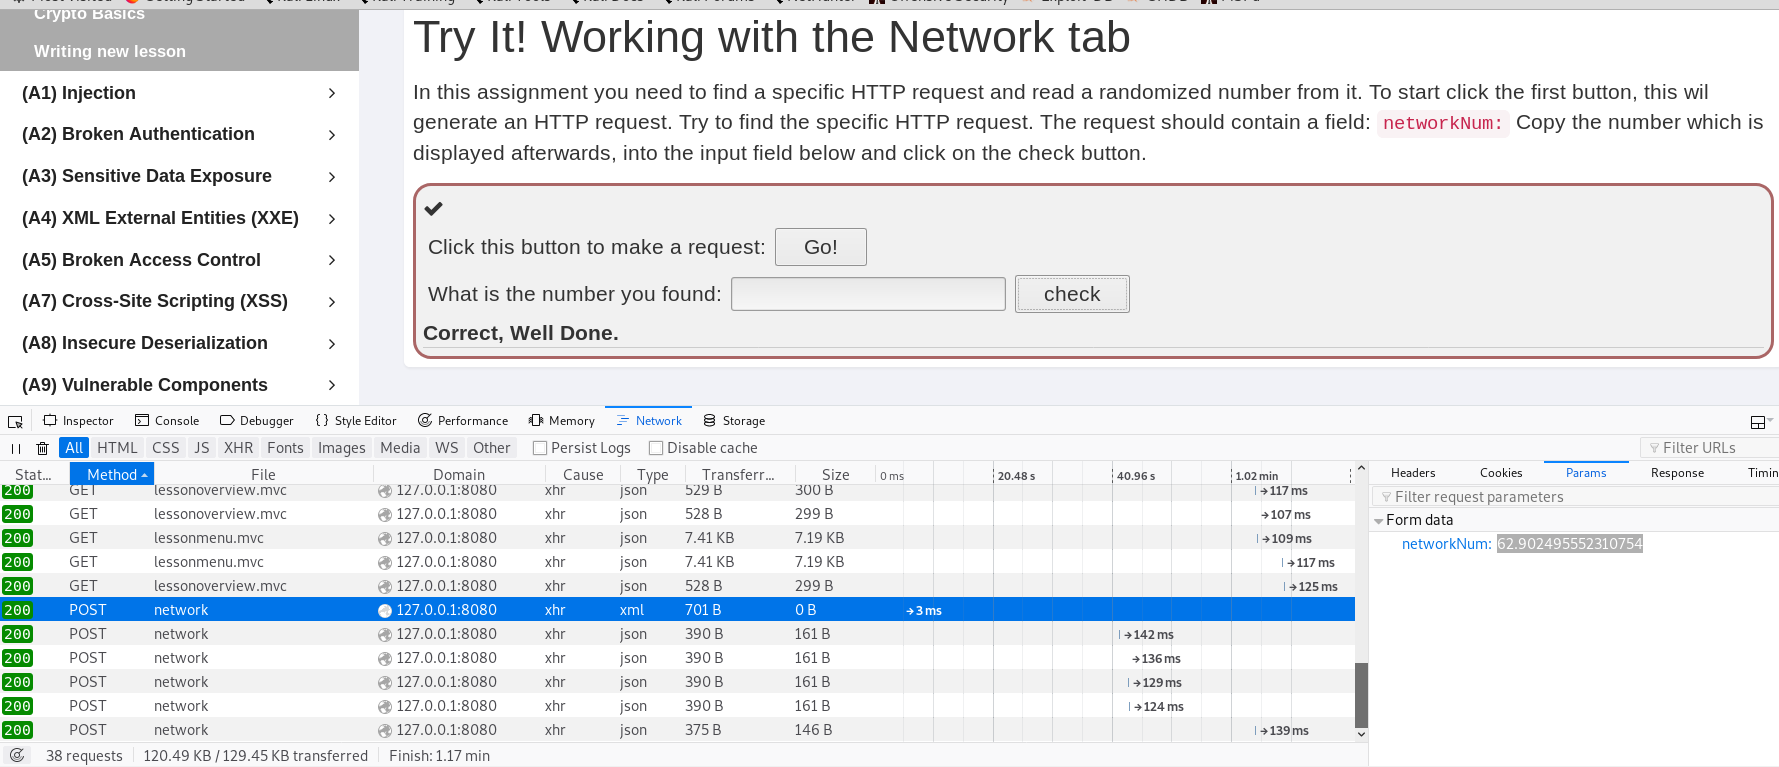 Crypto Basics
Writing new lesson
(A1) Injection
(A2) Broken Authentication
(A3) Sensitive Data Exposure
(A4) XML External Entities (XXE)
(A5) Broken Access Control
(A7) Cross-Site Scripting (XSS)
(A8) Insecure Deserialization
(A9) Vulnerable Components
Try It! Working with the Network tab
In this assignment you need to find a specific HTTP request and read a randomized number from it. To start click the first button, this wil
generate an HTTP request. Try to find the specific HTTP request. The request should contain a field: networkNum: Copy the number which is
displayed afterwards, into the input field below and click on the check button.
Click this button to make a request: Go!
What is the number you found: check
Correct, Well Done.
Inspector Console Debugger Style Editor Performance Memory Network Storage
All HTML CSS JS XHR Fonts Images Media WS Other Persist Logs Disable cache Filter URLs
Stat... Method File Domain Cause Type Transferr... Size 0 ms 20.48 s 40.96 s 1.02 min
200 GET lessonoverview.mvc 127.0.0.1:8080 xhr json 529 B 300 B 117 ms
200 GET lessonoverview.mvc 127.0.0.1:8080 xhr json 528 B 299 B 107 ms
200 GET lessonmenu.mvc 127.0.0.1:8080 xhr json 7.41 KB 7.19 KB 109 ms
200 GET lessonmenu.mvc 127.0.0.1:8080 xhr json 7.41 KB 7.19 KB 117 ms
200 GET lessonoverview.mvc 127.0.0.1:8080 xhr json 528 B 299 B 125 ms
200 POST network 127.0.0.1:8080 xhr xml 701 B 0 B 3 ms
200 POST network 127.0.0.1:8080 xhr json 390 B 161 B 142 ms
200 POST network 127.0.0.1:8080 xhr json 390 B 161 B 136 ms
200 POST network 127.0.0.1:8080 xhr json 390 B 161 B 129 ms
200 POST network 127.0.0.1:8080 xhr json 390 B 161 B 124 ms
200 POST network 127.0.0.1:8080 xhr json 375 B 146 B 139 ms
38 requests 120.49 KB / 129.45 KB transferred Finish: 1.17 min
Headers Cookies Params Response Timin
Filter request parameters
Form data
networkNum: 62.902495552310754